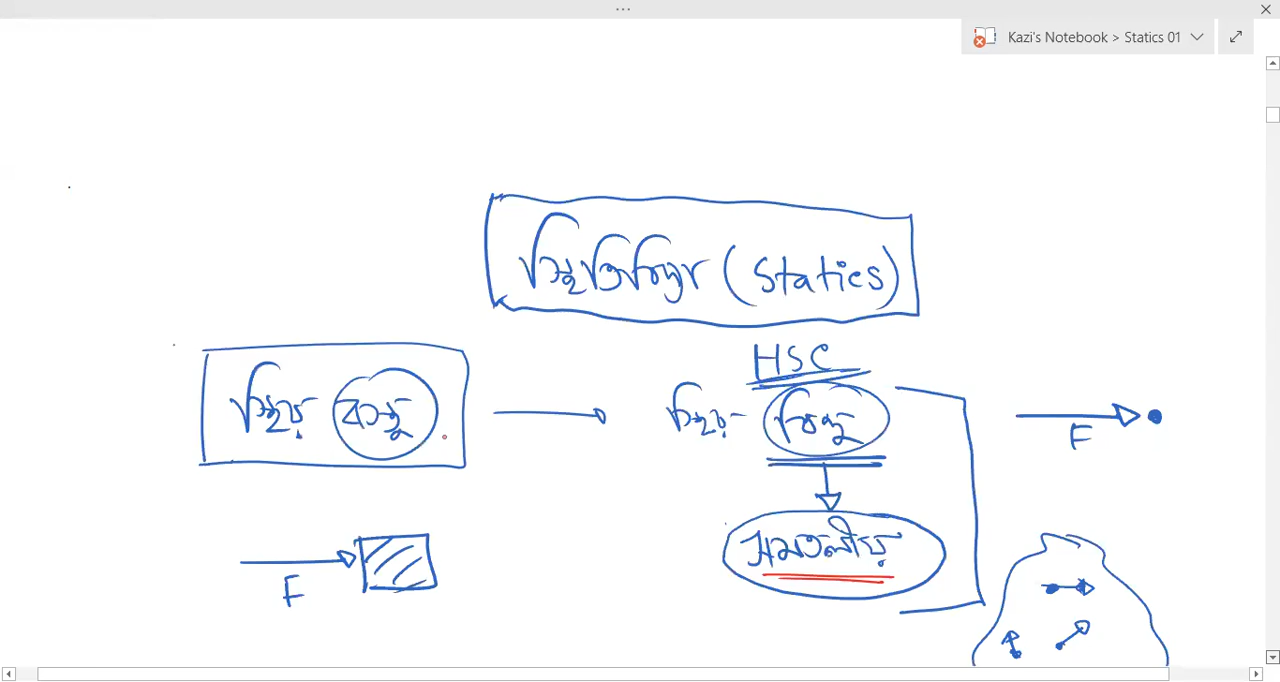 Kazi's Notebook > Statics 01
স্থিতিবিদ্যা (Statics)
HSC
স্থির বস্তু
স্থির বিন্দু
F
সমতলীয়
F